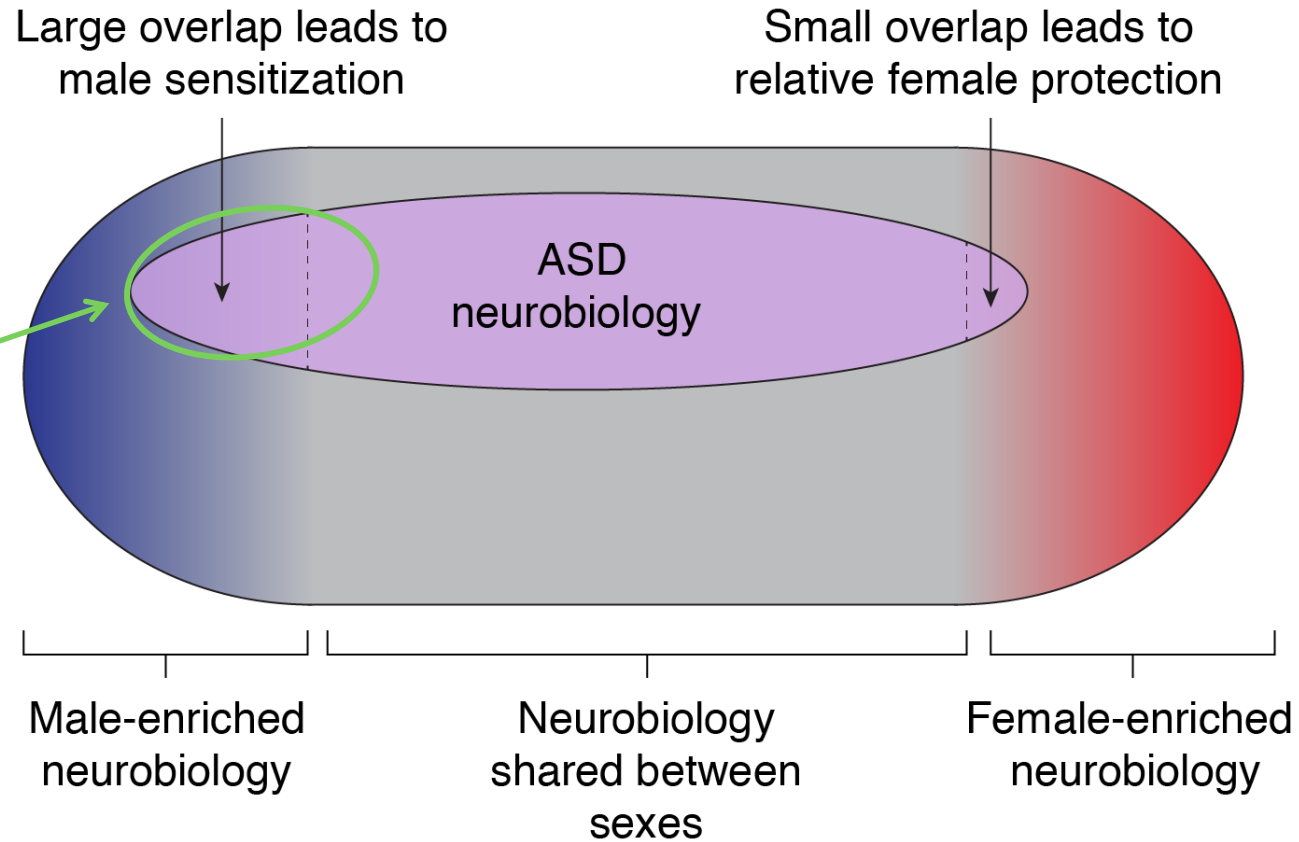 Large overlap leads to
male sensitization
Small overlap leads to
relative female protection
ASD
neurobiology
Male-enriched
neurobiology
Neurobiology
shared between
sexes
Female-enriched
neurobiology